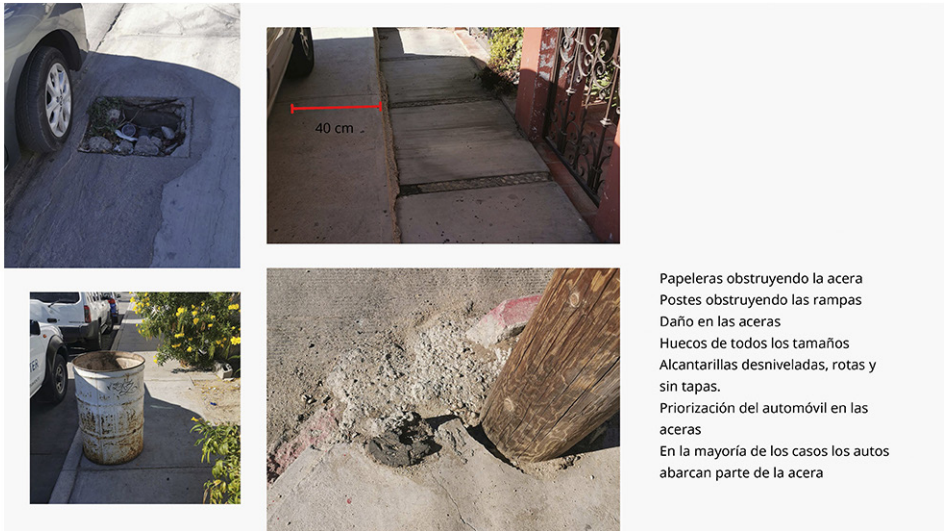 40 cm
Papeleras obstruyendo la acera
Postes obstruyendo las rampas
Daño en las aceras
Huecos de todos los tamaños
Alcantarillas desniveladas, rotas y
sin tapas.
Priorización del automóvil en las
aceras
En la mayoría de los casos los autos
abarcan parte de la acera